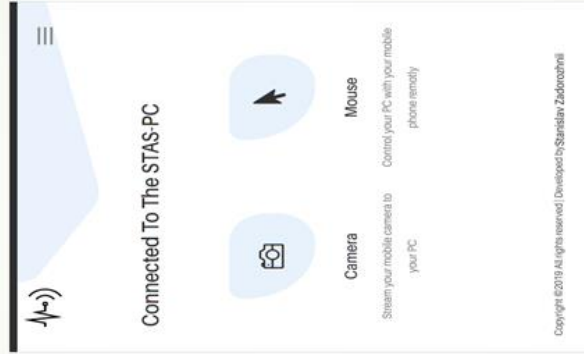 Connected To The STAS-PC
Camera
Stream your mobile camera to
your PC
Mouse
Control your PC with your mobile
phone remotly
Copyright ©2019 All rights reserved | Developed by Stanislav Zadorozhnii